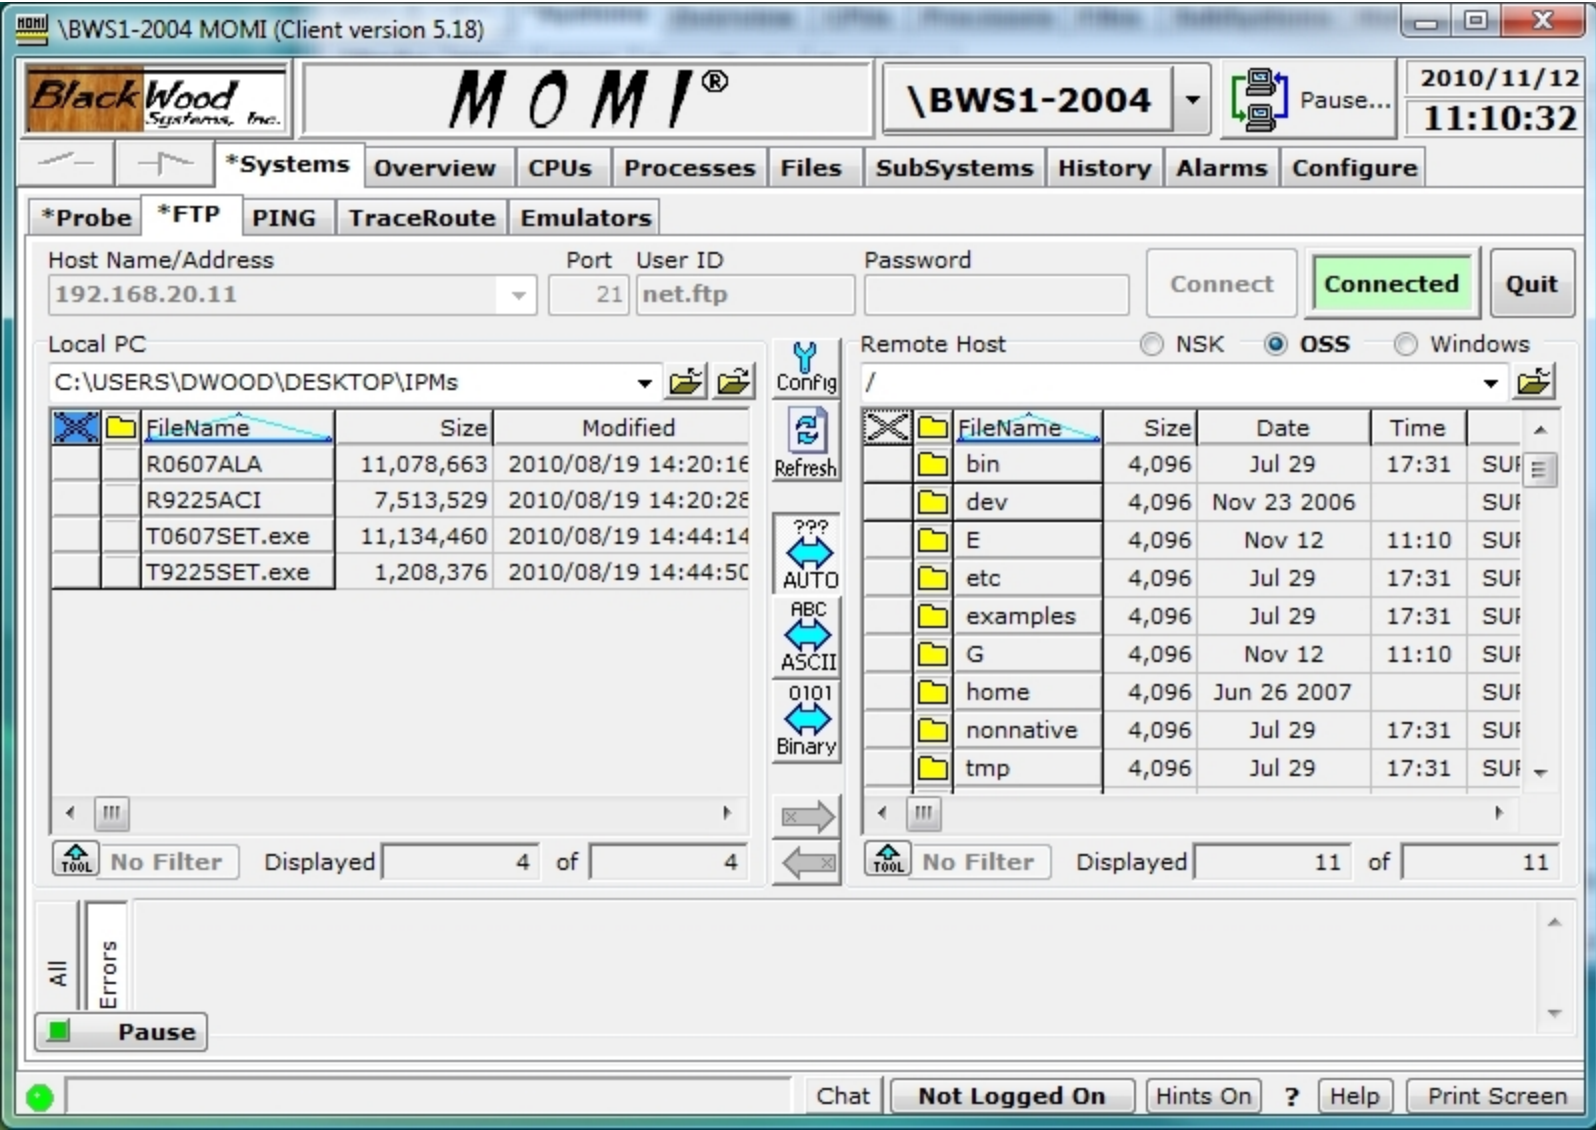 \BWS1-2004 MOMI (Client version 5.18)
BlackWood Systems, Inc.
MOMI®
\BWS1-2004
Pause...
2010/11/12
11:10:32
*Systems Overview CPUs Processes Files SubSystems History Alarms Configure
*Probe *FTP PING TraceRoute Emulators
Host Name/Address Port User ID Password
192.168.20.11 21 net.ftp
Connect Connected Quit
Local PC
C:\USERS\DWOOD\DESKTOP\IPMs
FileName Size Modified
R0607ALA 11,078,663 2010/08/19 14:20:16
R9225ACI 7,513,529 2010/08/19 14:20:28
T0607SET.exe 11,134,460 2010/08/19 14:44:14
T9225SET.exe 1,208,376 2010/08/19 14:44:50
No Filter Displayed 4 of 4
TOOL
Config
Refresh
???
AUTO
ABC
ASCII
0101
Binary
Remote Host NSK OSS Windows
/
FileName Size Date Time
bin 4,096 Jul 29 17:31
dev 4,096 Nov 23 2006
E 4,096 Nov 12 11:10
etc 4,096 Jul 29 17:31
examples 4,096 Jul 29 17:31
G 4,096 Nov 12 11:10
home 4,096 Jun 26 2007
nonnative 4,096 Jul 29 17:31
tmp 4,096 Jul 29 17:31
TOOL
No Filter Displayed 11 of 11
All
Errors
Pause
Chat Not Logged On Hints On ? Help Print Screen